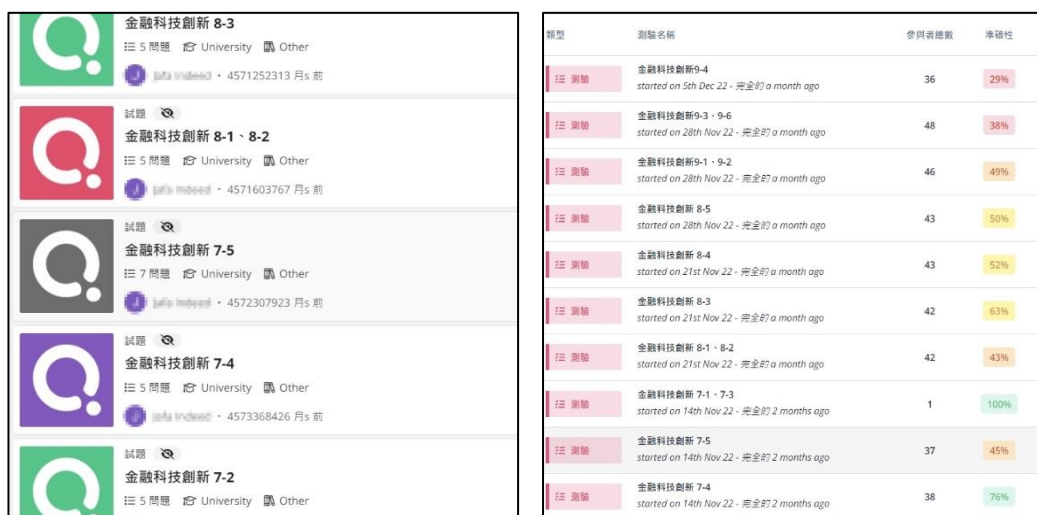 金融科技創新 8-3
5 問題 University Other
• 4571252313 月s 前
試題
金融科技創新 8-1、8-2
5 問題 University Other
• 4571603767 月s 前
試題
金融科技創新 7-5
7 問題 University Other
• 4572307923 月s 前
試題
金融科技創新 7-4
5 問題 University Other
• 4573368426 月s 前
試題
金融科技創新 7-2
5 問題 University Other
類型 測驗名稱 參與者總數 準確性
金融科技創新9-4
測驗 36 29%
started on 5th Dec 22 - 完全的 a month ago
金融科技創新9-3、9-6
測驗 48 38%
started on 28th Nov 22 - 完全的 a month ago
金融科技創新9-1、9-2
測驗 46 49%
started on 28th Nov 22 - 完全的 a month ago
金融科技創新 8-5
測驗 43 50%
started on 28th Nov 22 - 完全的 a month ago
金融科技創新 8-4
測驗 43 52%
started on 21st Nov 22 - 完全的 a month ago
金融科技創新 8-3
測驗 42 63%
started on 21st Nov 22 - 完全的 a month ago
金融科技創新 8-1、8-2
測驗 42 43%
started on 21st Nov 22 - 完全的 a month ago
金融科技創新 7-1、7-3
測驗 1 100%
started on 14th Nov 22 - 完全的 2 months ago
金融科技創新 7-5
測驗 37 45%
started on 14th Nov 22 - 完全的 2 months ago
金融科技創新 7-4
測驗 38 76%
started on 14th Nov 22 - 完全的 2 months ago